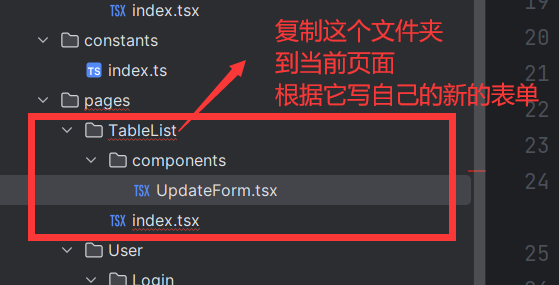 TSX index.tsx
constants
TS index.ts
pages
TableList
components
TSX UpdateForm.tsx
TSX index.tsx
User
Login
复制这个文件夹
到当前页面
根据它写自己的新的表单
19
20
21
22
23
24
25
26